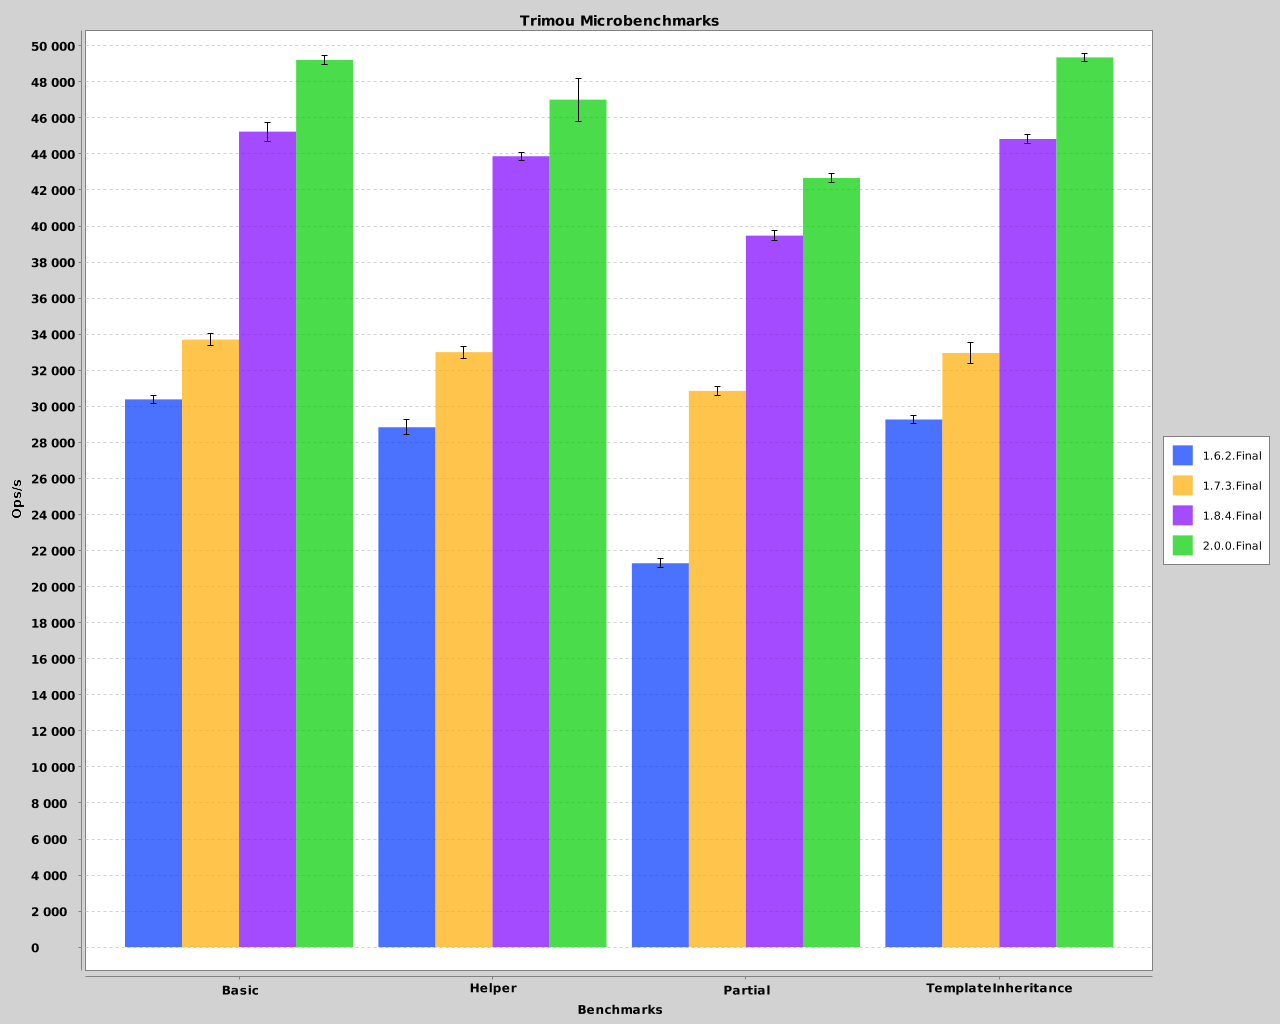 Trimou Microbenchmarks
50 000
48 000
46 000
44 000
42 000
40 000
38 000
36 000
34 000
32 000
30 000
28 000
26 000
24 000
22 000
20 000
18 000
16 000
14 000
12 000
10 000
8 000
6 000
4 000
2 000
0
Ops/s
Basic
Helper
Partial
TemplateInheritance
Benchmarks
1.6.2.Final
1.7.3.Final
1.8.4.Final
2.0.0.Final